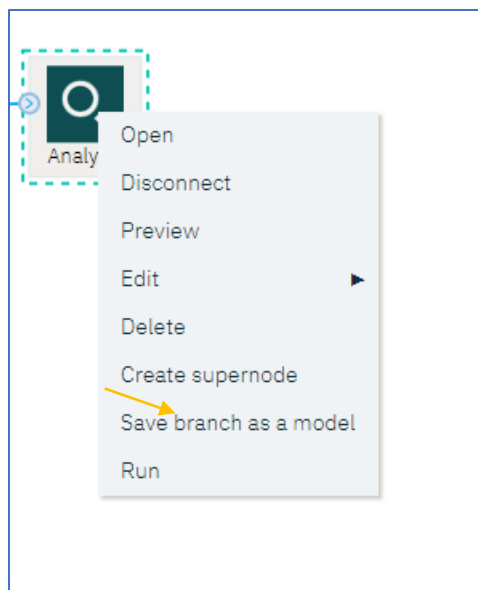 Analy
Open
Disconnect
Preview
Edit
Delete
Create supernode
Save branch as a model
Run